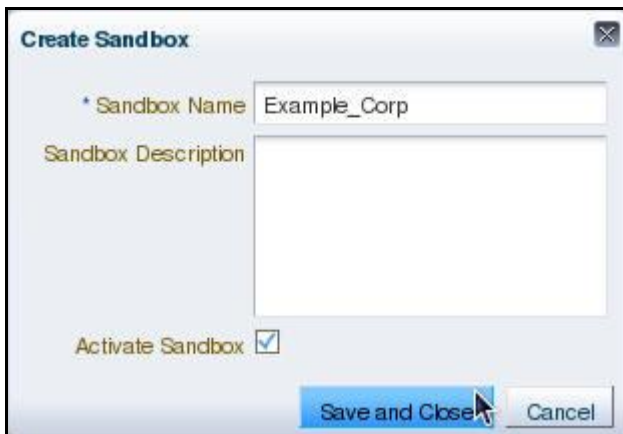 Create Sandbox
* Sandbox Name Example_Corp
Sandbox Description
Activate Sandbox
Save and Close Cancel